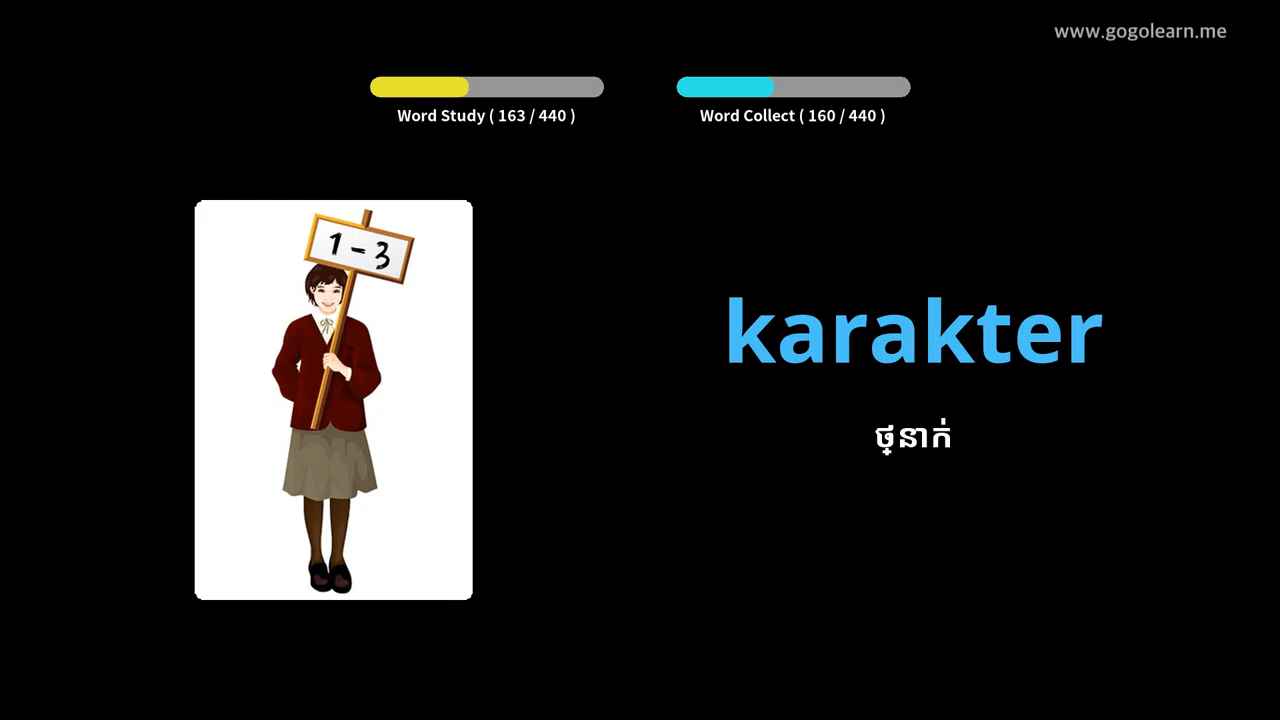 www.gogolearn.me
Word Study ( 163 / 440 )
Word Collect ( 160 / 440 )
1 - 3
karakter
ថ្នាក់